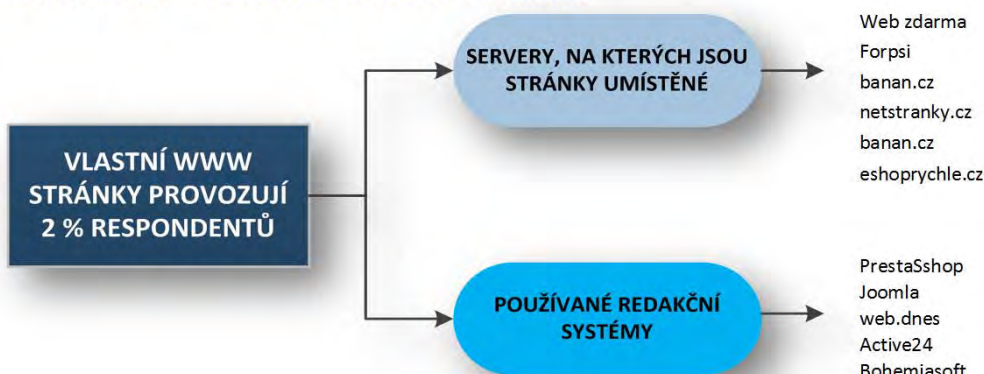 VLASTNÍ WWW
STRÁNKY PROVOZUJÍ
2 % RESPONDENTŮ
SERVERY, NA KTERÝCH JSOU
STRÁNKY UMÍSTĚNÉ
Web zdarma
Forpsi
banan.cz
netstranky.cz
banan.cz
eshoprychle.cz
POUŽÍVANÉ REDAKČNÍ
SYSTÉMY
PrestaSshop
Joomla
web.dnes
Active24
Bohemiasoft